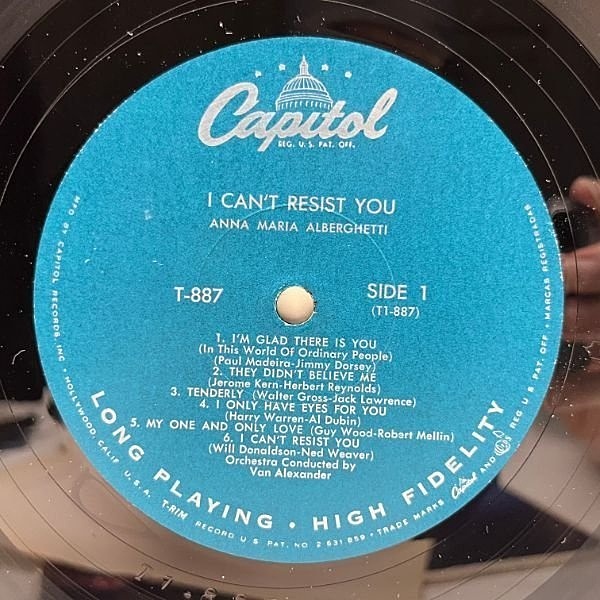 Capitol
REG. U.S. PAT. OFF.
I CAN'T RESIST YOU
ANNA MARIA ALBERGHETTI
T-887
SIDE 1
(T1-887)
1. I'M GLAD THERE IS YOU
(In This World Of Ordinary People)
(Paul Madeira-Jimmy Dorsey)
2. THEY DIDN'T BELIEVE ME
(Jerome Kern-Herbert Reynolds)
3. TENDERLY (Walter Gross-Jack Lawrence)
4. I ONLY HAVE EYES FOR YOU
(Harry Warren-Al Dubin)
5. MY ONE AND ONLY LOVE (Guy Wood-Robert Mellin)
6. I CAN'T RESIST YOU
(Will Donaldson-Ned Weaver)
Orchestra Conducted by
Van Alexander
LONG PLAYING • HIGH FIDELITY
MFG BY CAPITOL RECORDS, INC • HOLLYWOOD, CALIF. U.S.A. T-RIM RECORD U S PAT. NO 2 631 859 • TRADE MARKS Capitol AND REG U S PAT. OFF • MARCAS REGISTRADAS